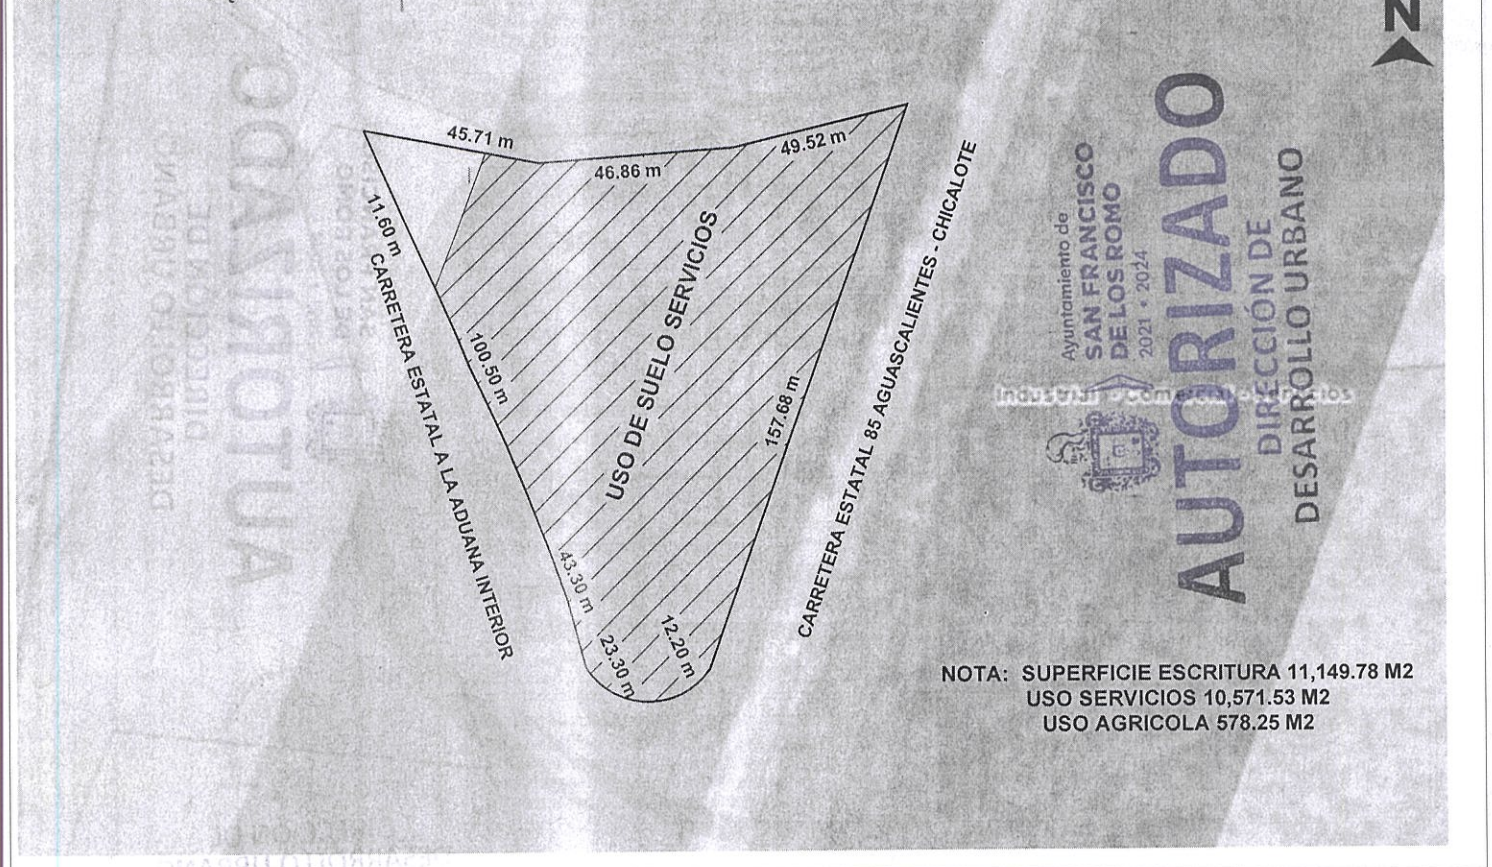 N
45.71 m
46.86 m
49.52 m
11.60 m
CARRETERA ESTATAL A LA ADUANA INTERIOR
100.50 m
43.30 m
23.30 m
12.20 m
157.68 m
USO DE SUELO SERVICIOS
CARRETERA ESTATAL 85 AGUASCALIENTES - CHICALOTE
Ayuntamiento de
SAN FRANCISCO
DE LOS ROMO
2021 • 2024
AUTORIZADO
DIRECCIÓN DE
DESARROLLO URBANO
Industrial
NOTA: SUPERFICIE ESCRITURA 11,149.78 M2
USO SERVICIOS 10,571.53 M2
USO AGRICOLA 578.25 M2